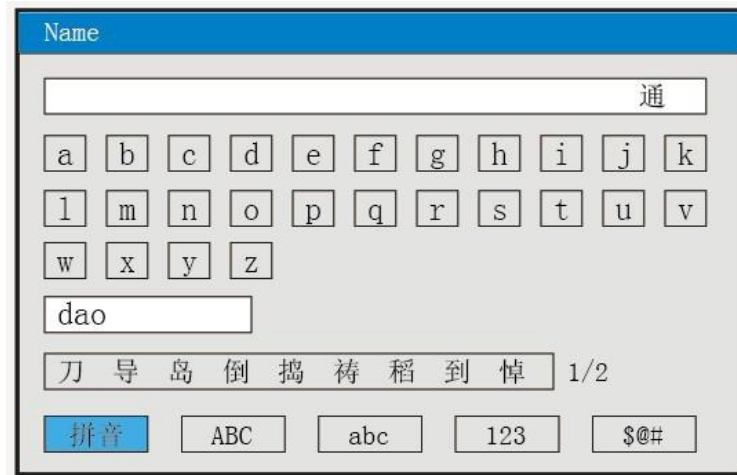 Name
通
a b c d e f g h i j k
l m n o p q r s t u v
w x y z
dao
刀 导 岛 倒 捣 祷 稻 到 悼 1/2
拼音 ABC abc 123 $@#